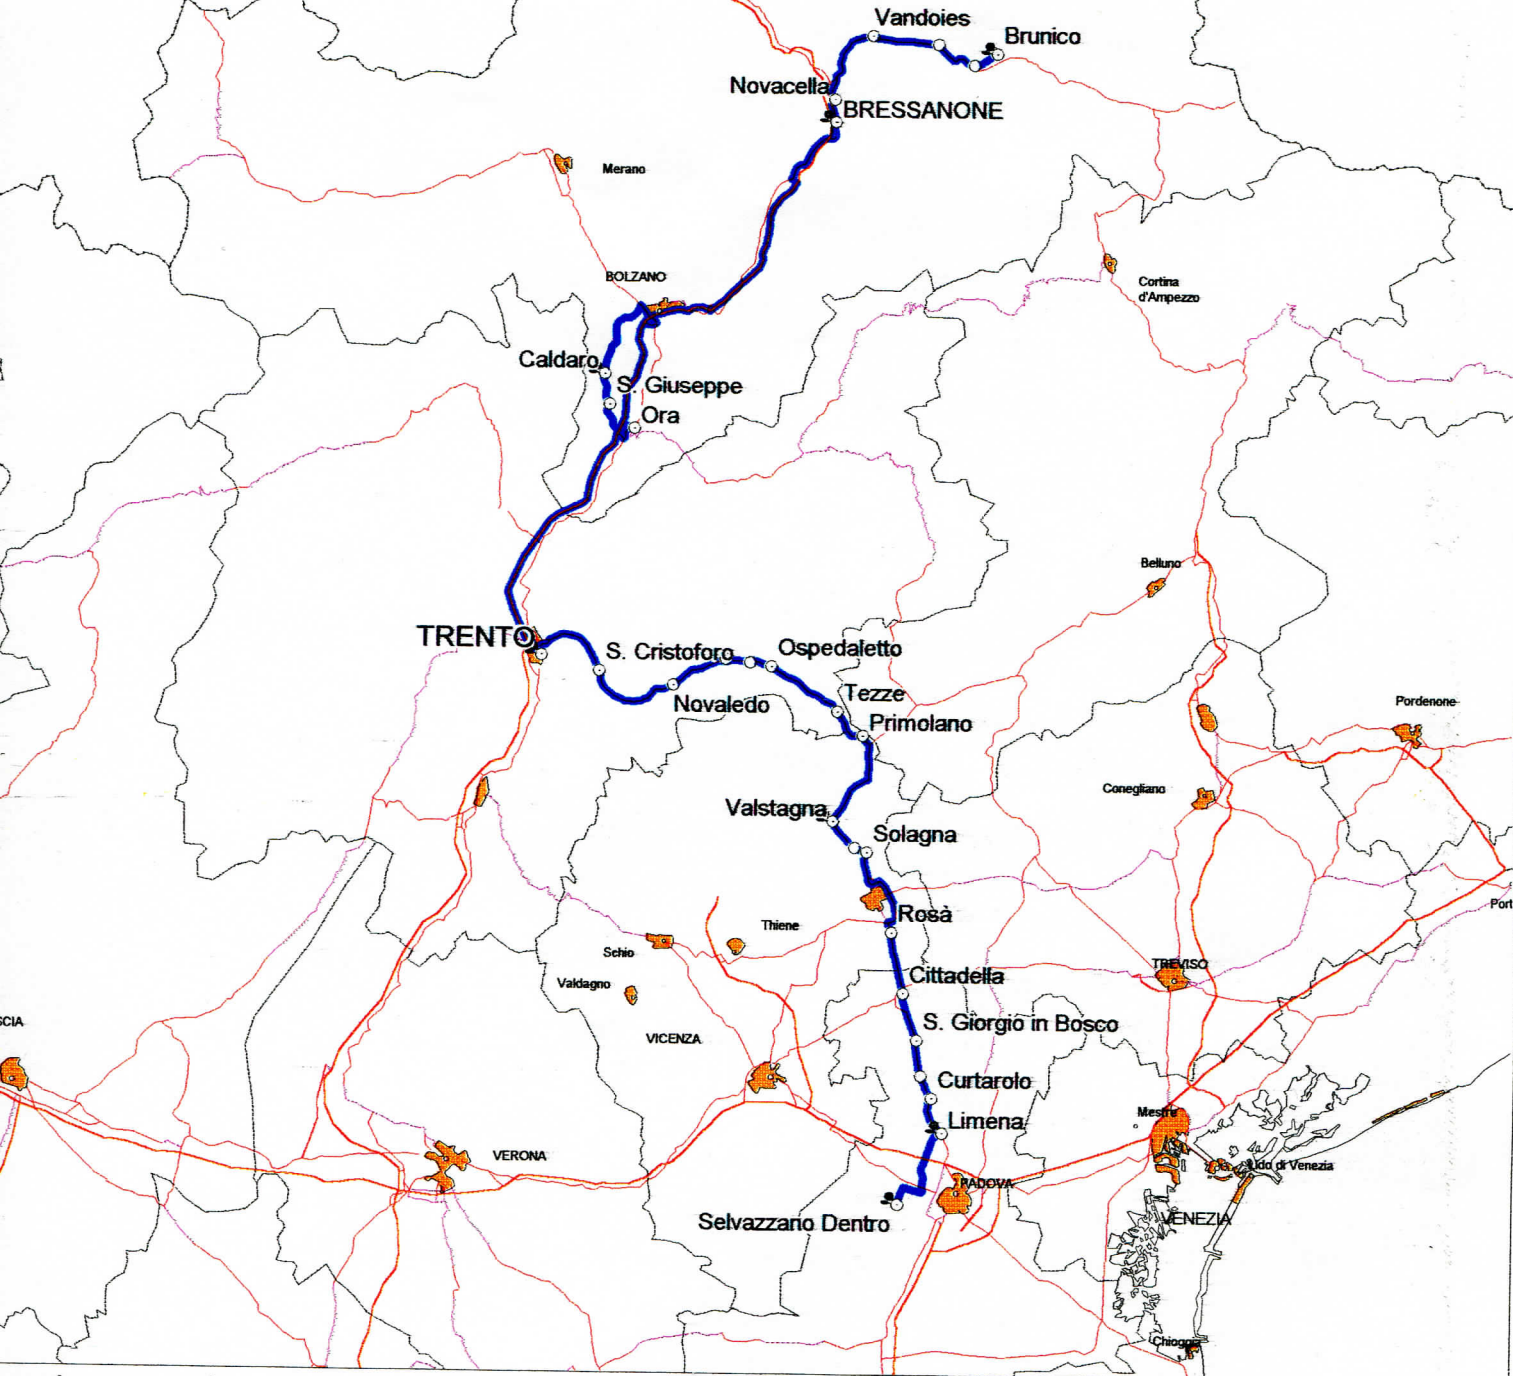 Vandoies
Brunico
Novacella
BRESSANONE
Merano
BOLZANO
Cortina
d'Ampezzo
Caldaro
S. Giuseppe
Ora
Belluno
TRENTO
S. Cristoforo
Ospedaletto
Tezze
Novaledo
Primolano
Pordenone
Conegliano
Valstagna
Solagna
Rosà
Port
Thiene
Schio
TREVISO
Valdagno
Cittadella
SCIA
S. Giorgio in Bosco
VICENZA
Curtarolo
Mestre
Limena
VERONA
Lido di Venezia
PADOVA
Selvazzano Dentro
VENEZIA
Chioggia